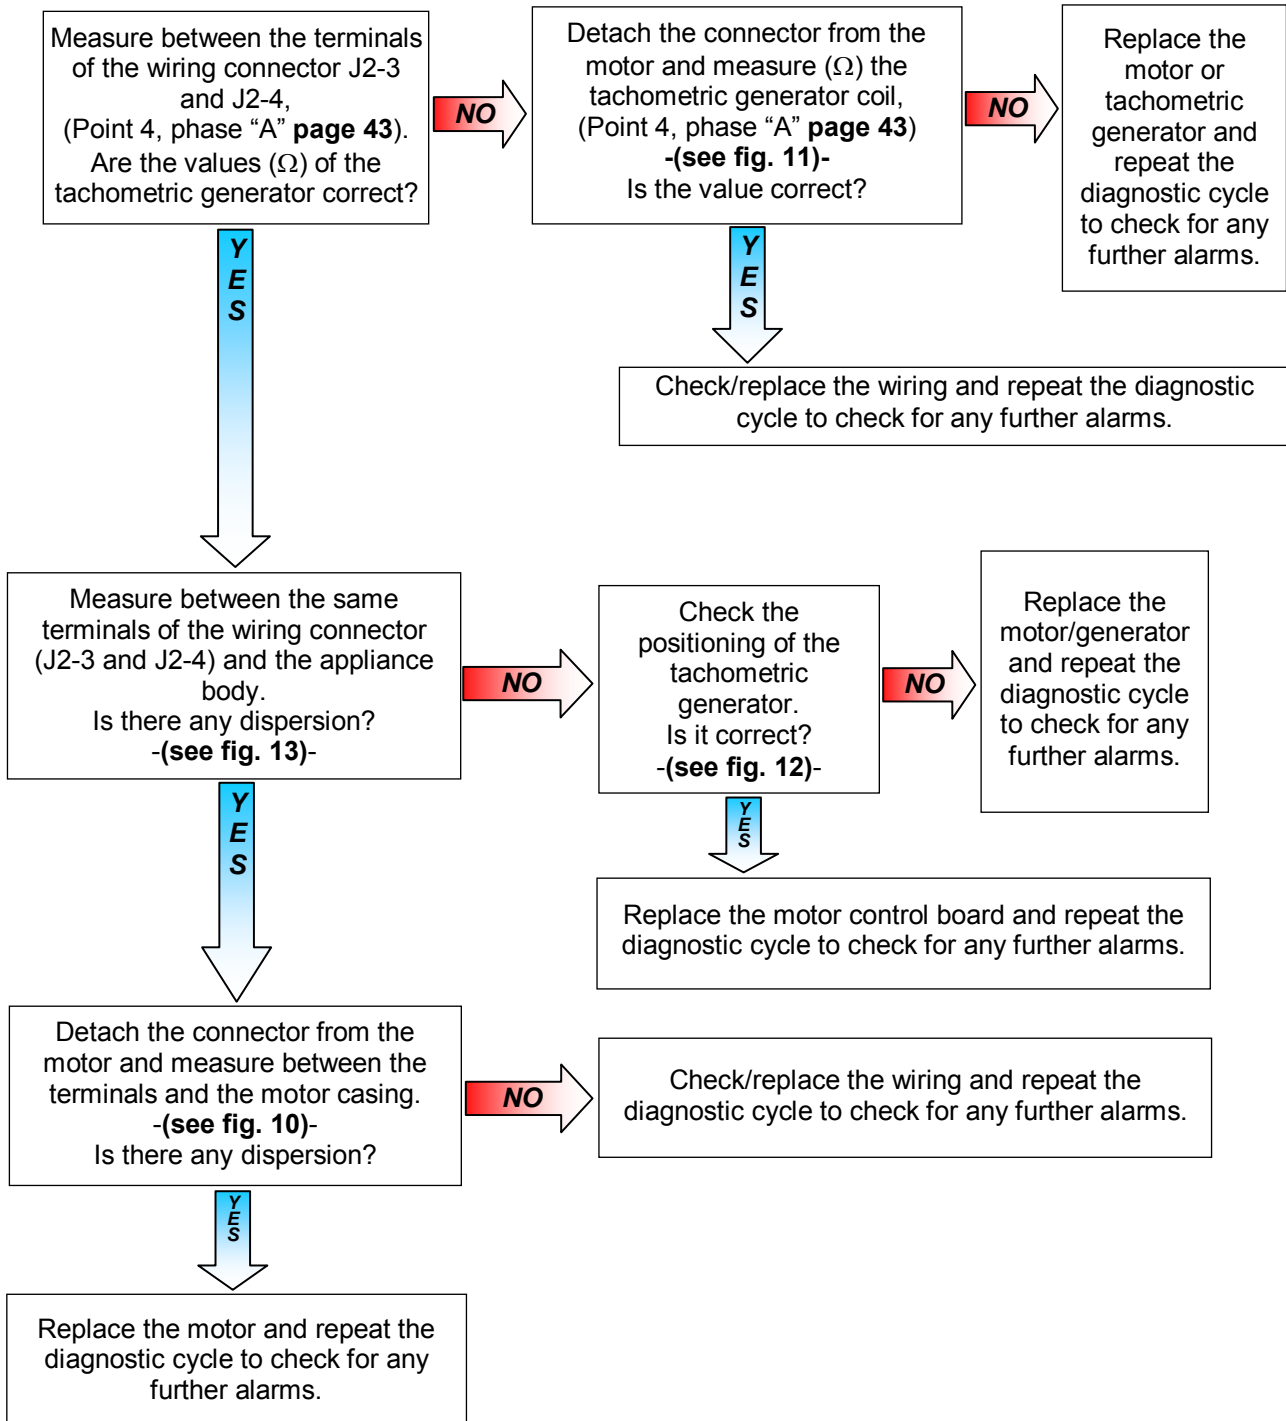 Measure between the terminals
of the wiring connector J2-3
and J2-4,
(Point 4, phase “A” page 43).
Are the values (Ω) of the
tachometric generator correct?
NO
Detach the connector from the
motor and measure (Ω) the
tachometric generator coil,
(Point 4, phase “A” page 43)
-(see fig. 11)-
Is the value correct?
NO
Replace the
motor or
tachometric
generator and
repeat the
diagnostic cycle
to check for any
further alarms.
YES
YES
Check/replace the wiring and repeat the diagnostic
cycle to check for any further alarms.
Measure between the same
terminals of the wiring connector
(J2-3 and J2-4) and the appliance
body.
Is there any dispersion?
-(see fig. 13)-
NO
Check the
positioning of the
tachometric
generator.
Is it correct?
-(see fig. 12)-
NO
Replace the
motor/generator
and repeat the
diagnostic cycle
to check for any
further alarms.
YES
YES
Replace the motor control board and repeat the
diagnostic cycle to check for any further alarms.
Detach the connector from the
motor and measure between the
terminals and the motor casing.
-(see fig. 10)-
Is there any dispersion?
NO
Check/replace the wiring and repeat the
diagnostic cycle to check for any further alarms.
YES
Replace the motor and repeat the
diagnostic cycle to check for any
further alarms.